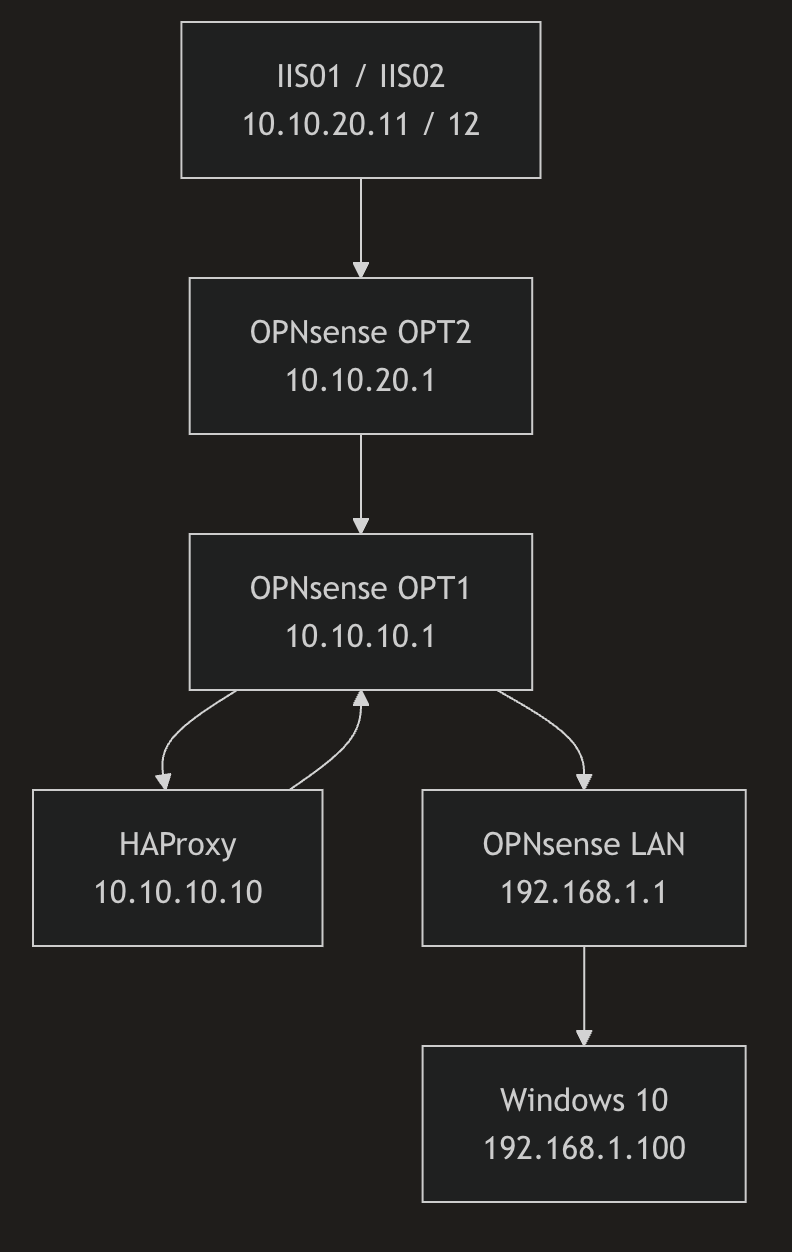 IIS01 / IIS02
10.10.20.11 / 12
OPNsense OPT2
10.10.20.1
OPNsense OPT1
10.10.10.1
HAProxy
10.10.10.10
OPNsense LAN
192.168.1.1
Windows 10
192.168.1.100